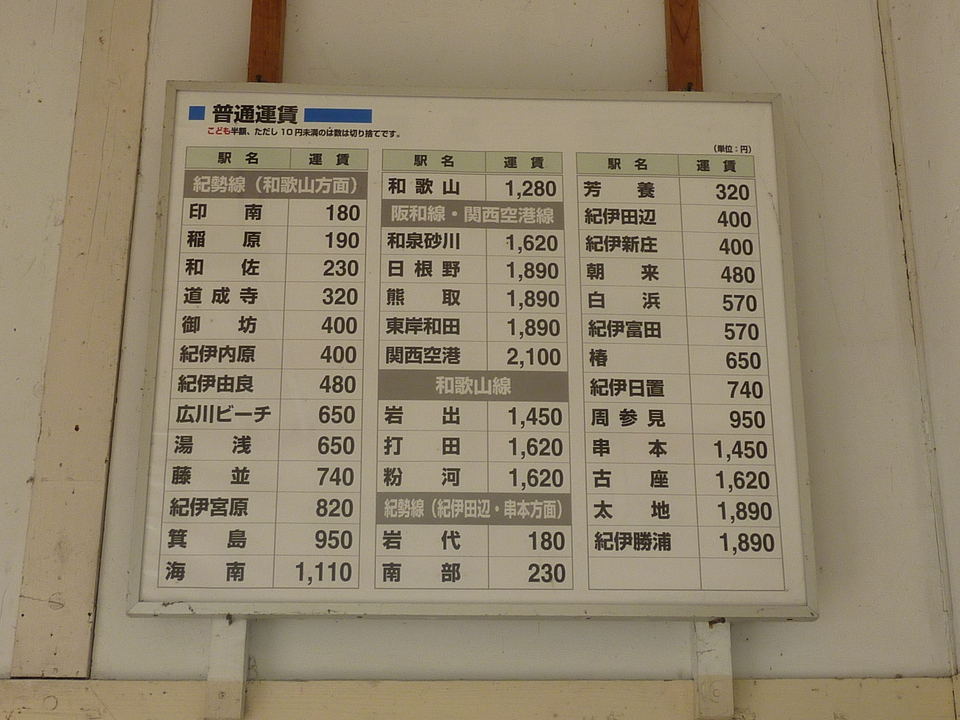 普通運賃
こども半額、ただし10円未満のは数は切り捨てです。
(単位:円)
駅名 運賃
紀勢線(和歌山方面)
印南 180
稲原 190
和佐 230
道成寺 320
御坊 400
紀伊内原 400
紀伊由良 480
広川ビーチ 650
湯浅 650
藤並 740
紀伊宮原 820
箕島 950
海南 1,110
駅名 運賃
和歌山 1,280
阪和線・関西空港線
和泉砂川 1,620
日根野 1,890
熊取 1,890
東岸和田 1,890
関西空港 2,100
和歌山線
岩出 1,450
打田 1,620
粉河 1,620
紀勢線(紀伊田辺・串本方面)
岩代 180
南部 230
駅名 運賃
芳養 320
紀伊田辺 400
紀伊新庄 400
朝来 480
白浜 570
紀伊富田 570
椿 650
紀伊日置 740
周参見 950
串本 1,450
古座 1,620
太地 1,890
紀伊勝浦 1,890